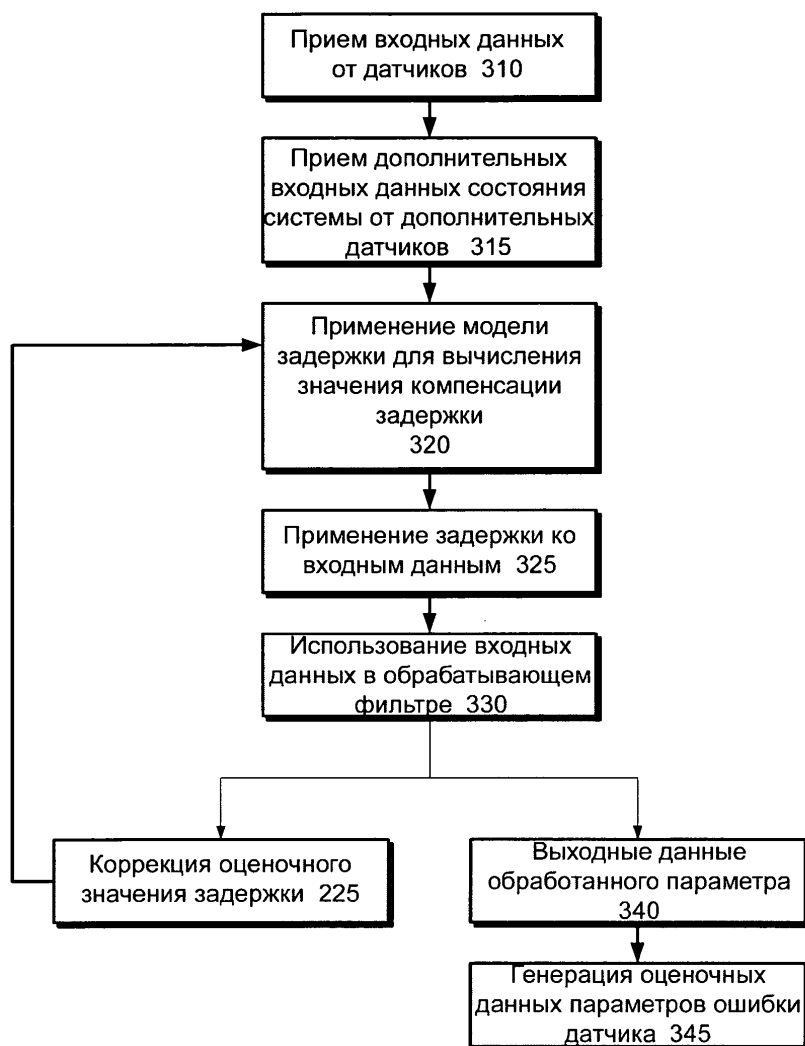 Прием входных данных
от датчиков 310
Прием дополнительных
входных данных состояния
системы от дополнительных
датчиков 315
Применение модели
задержки для вычисления
значения компенсации
задержки
320
Применение задержки ко
входным данным 325
Использование входных
данных в обрабатывающем
фильтре 330
Коррекция оценочного
значения задержки 225
Выходные данные
обработанного параметра
340
Генерация оценочных
данных параметров ошибки
датчика 345